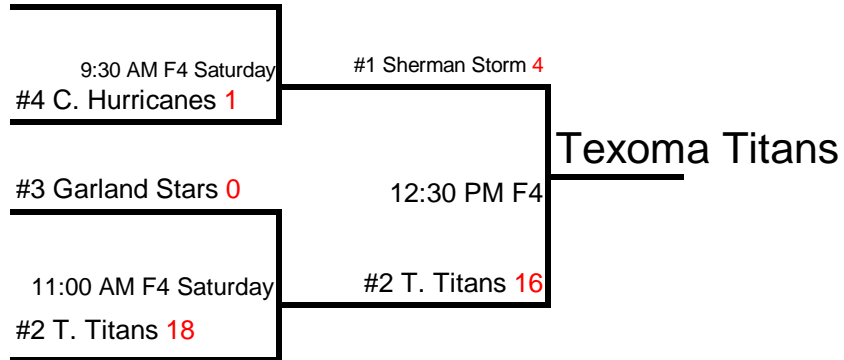 9:30 AM F4 Saturday
#4 C. Hurricanes 1
#1 Sherman Storm 4
Texoma Titans
#3 Garland Stars 0
12:30 PM F4
11:00 AM F4 Saturday
#2 T. Titans 16
#2 T. Titans 18